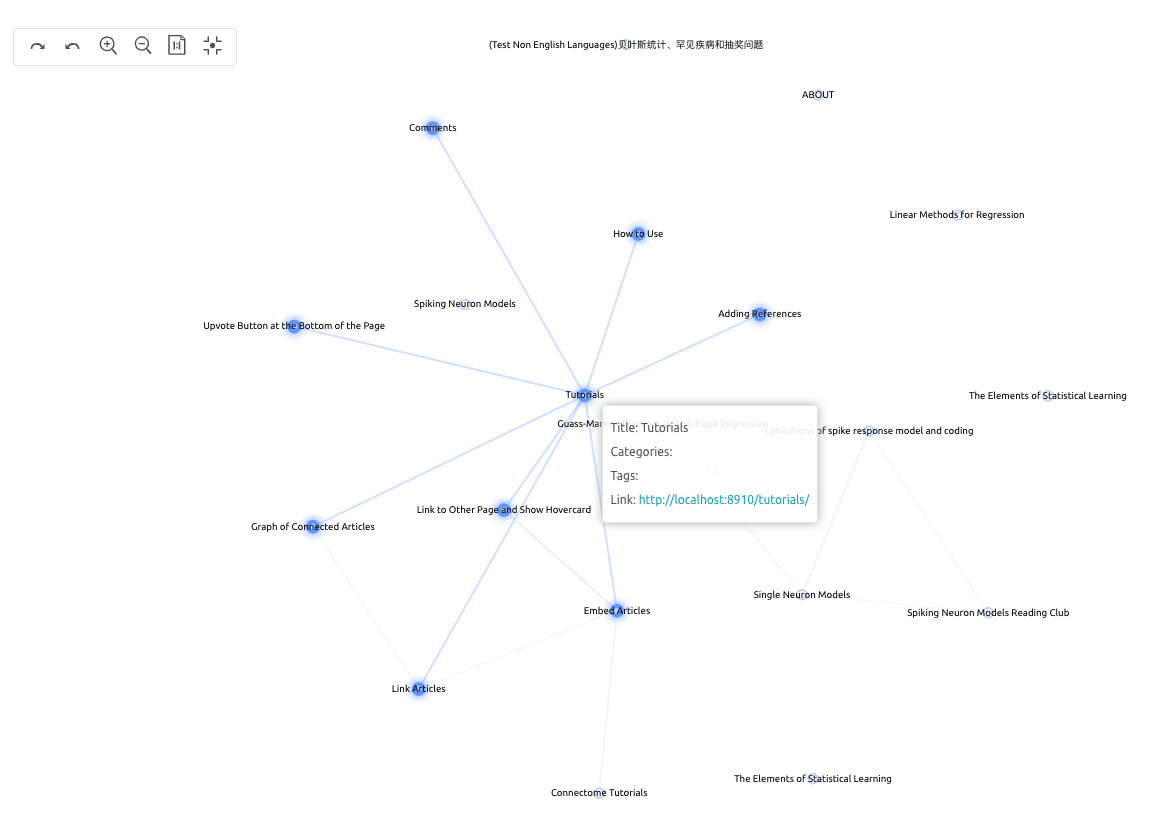 (Test Non English Languages)贝叶斯统计、罕见疾病和抽奖问题
ABOUT
Comments
Linear Methods for Regression
How to Use
Spiking Neuron Models
Adding References
Upvote Button at the Bottom of the Page
Tutorials
The Elements of Statistical Learning
Guass-Mar Multiple Regression
Limitations of spike response model and coding
Title: Tutorials
Categories:
Tags:
Link: http://localhost:8910/tutorials/
Link to Other Page and Show Hovercard
Graph of Connected Articles
Single Neuron Models
Embed Articles
Spiking Neuron Models Reading Club
Link Articles
The Elements of Statistical Learning
Connectome Tutorials